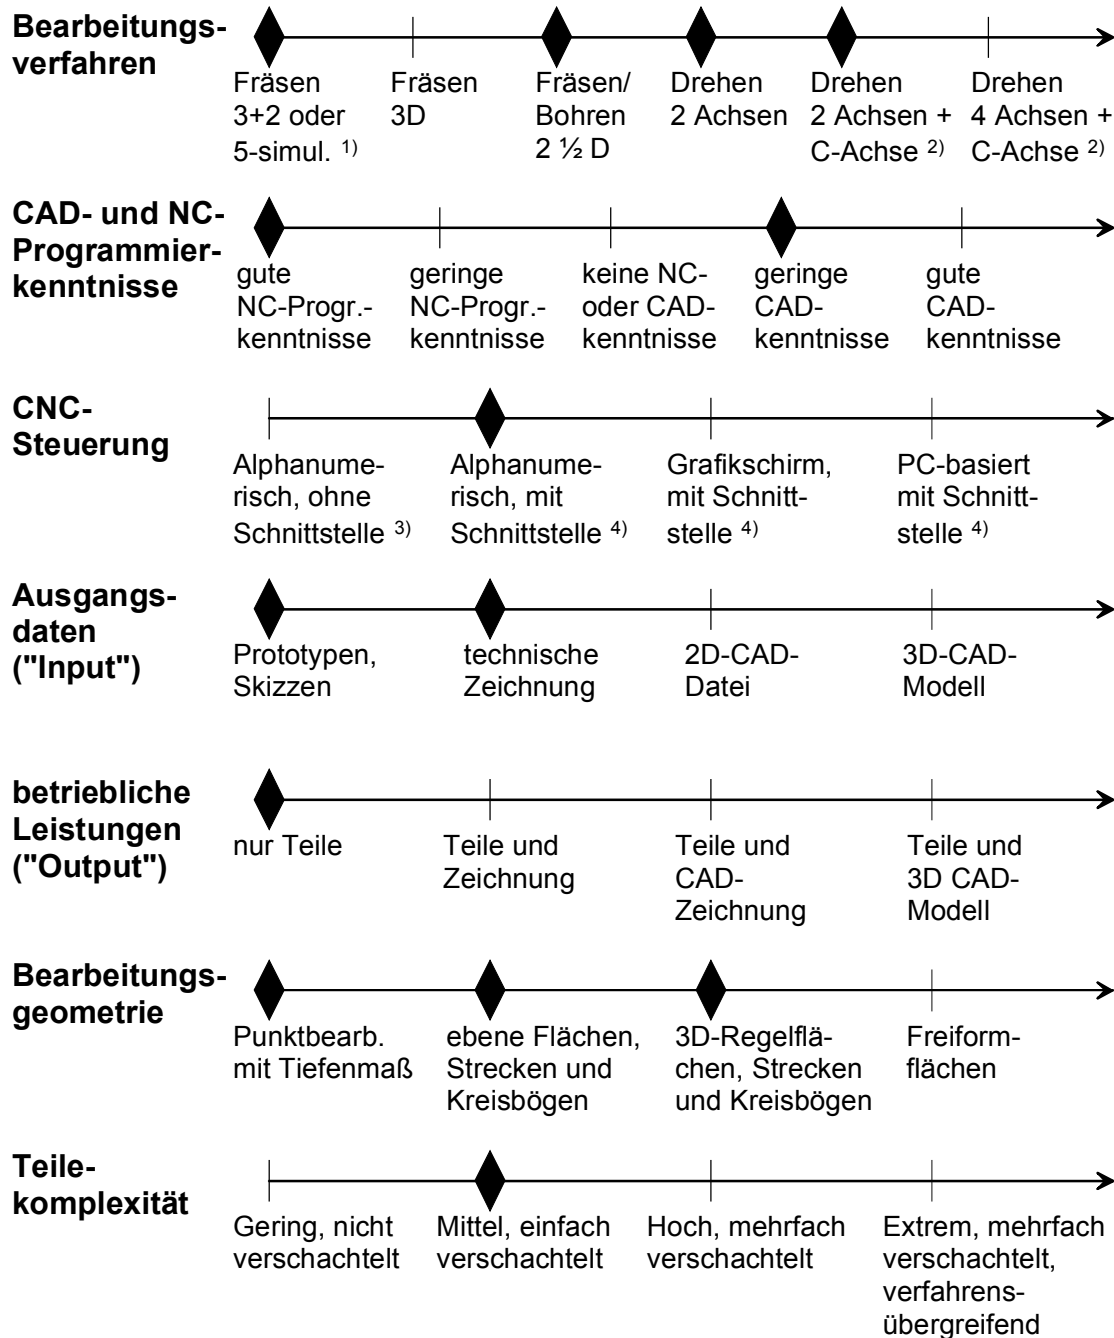 Bearbeitungs-
verfahren
Fräsen
3+2 oder
5-simul. 1)
Fräsen
3D
Fräsen/
Bohren
2 ½ D
Drehen
2 Achsen
Drehen
2 Achsen +
C-Achse 2)
Drehen
4 Achsen +
C-Achse 2)
CAD- und NC-
Programmier-
kenntnisse
gute
NC-Progr.-
kenntnisse
geringe
NC-Progr.-
kenntnisse
keine NC-
oder CAD-
kenntnisse
geringe
CAD-
kenntnisse
gute
CAD-
kenntnisse
CNC-
Steuerung
Alphanume-
risch, ohne
Schnittstelle 3)
Alphanume-
risch, mit
Schnittstelle 4)
Grafikschirm,
mit Schnitt-
stelle 4)
PC-basiert
mit Schnitt-
stelle 4)
Ausgangs-
daten
("Input")
Prototypen,
Skizzen
technische
Zeichnung
2D-CAD-
Datei
3D-CAD-
Modell
betriebliche
Leistungen
("Output")
nur Teile
Teile und
Zeichnung
Teile und
CAD-
Zeichnung
Teile und
3D CAD-
Modell
Bearbeitungs-
geometrie
Punktbearb.
mit Tiefenmaß
ebene Flächen,
Strecken und
Kreisbögen
3D-Regelflä-
chen, Strecken
und Kreisbögen
Freiform-
flächen
Teile-
komplexität
Gering, nicht
verschachtelt
Mittel, einfach
verschachtelt
Hoch, mehrfach
verschachtelt
Extrem, mehrfach
verschachtelt,
verfahrens-
übergreifend